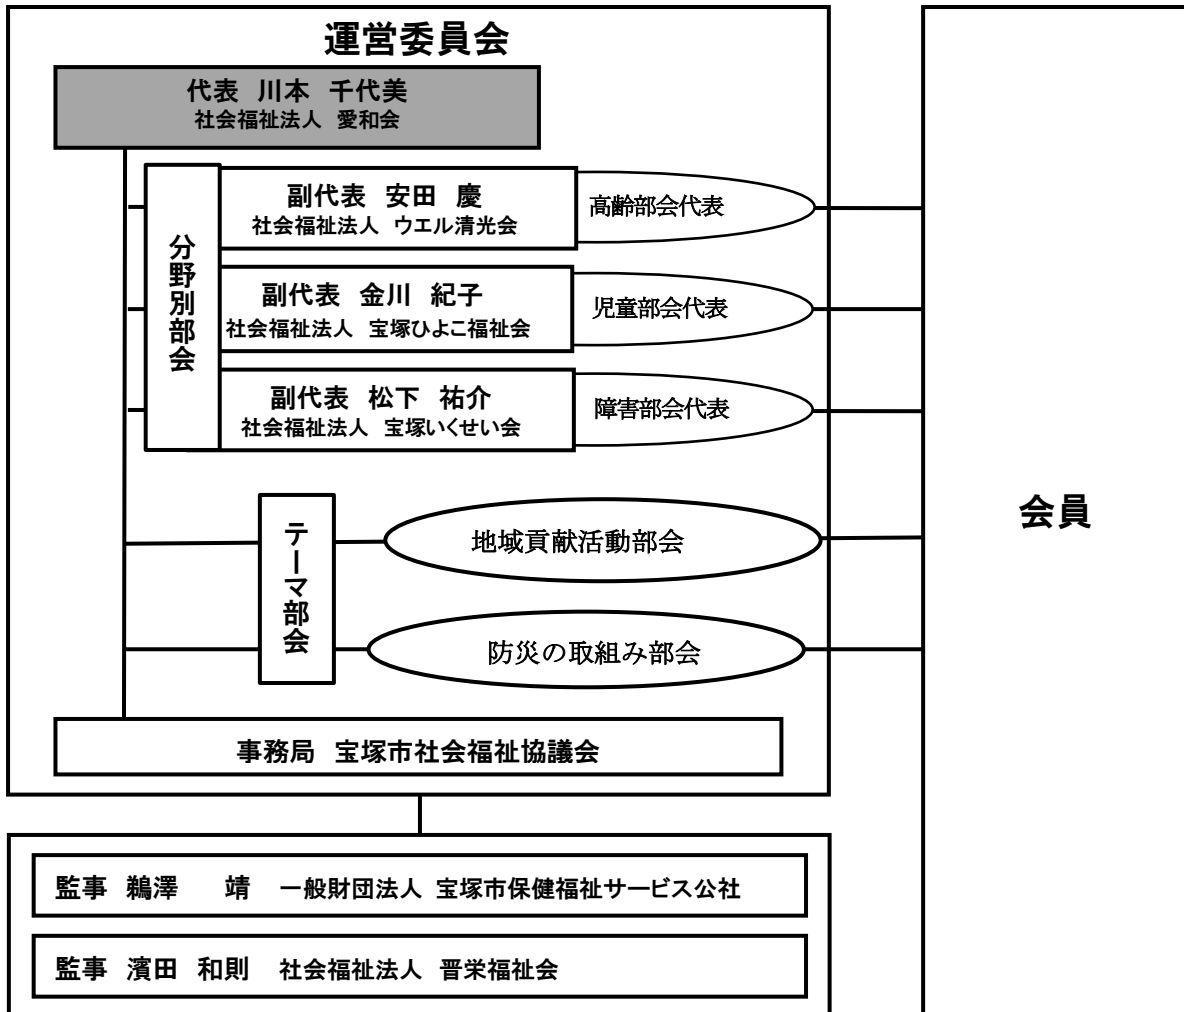 運営委員会
代表 川本 千代美
社会福祉法人 愛和会
分野別部会
副代表 安田 慶
社会福祉法人 ウエル清光会
高齢部会代表
副代表 金川 紀子
社会福祉法人 宝塚ひよこ福祉会
児童部会代表
副代表 松下 祐介
社会福祉法人 宝塚いくせい会
障害部会代表
テーマ部会
地域貢献活動部会
防災の取組み部会
事務局 宝塚市社会福祉協議会
会員
監事 鵜澤 靖 一般財団法人 宝塚市保健福祉サービス公社
監事 濱田 和則 社会福祉法人 晋栄福祉会